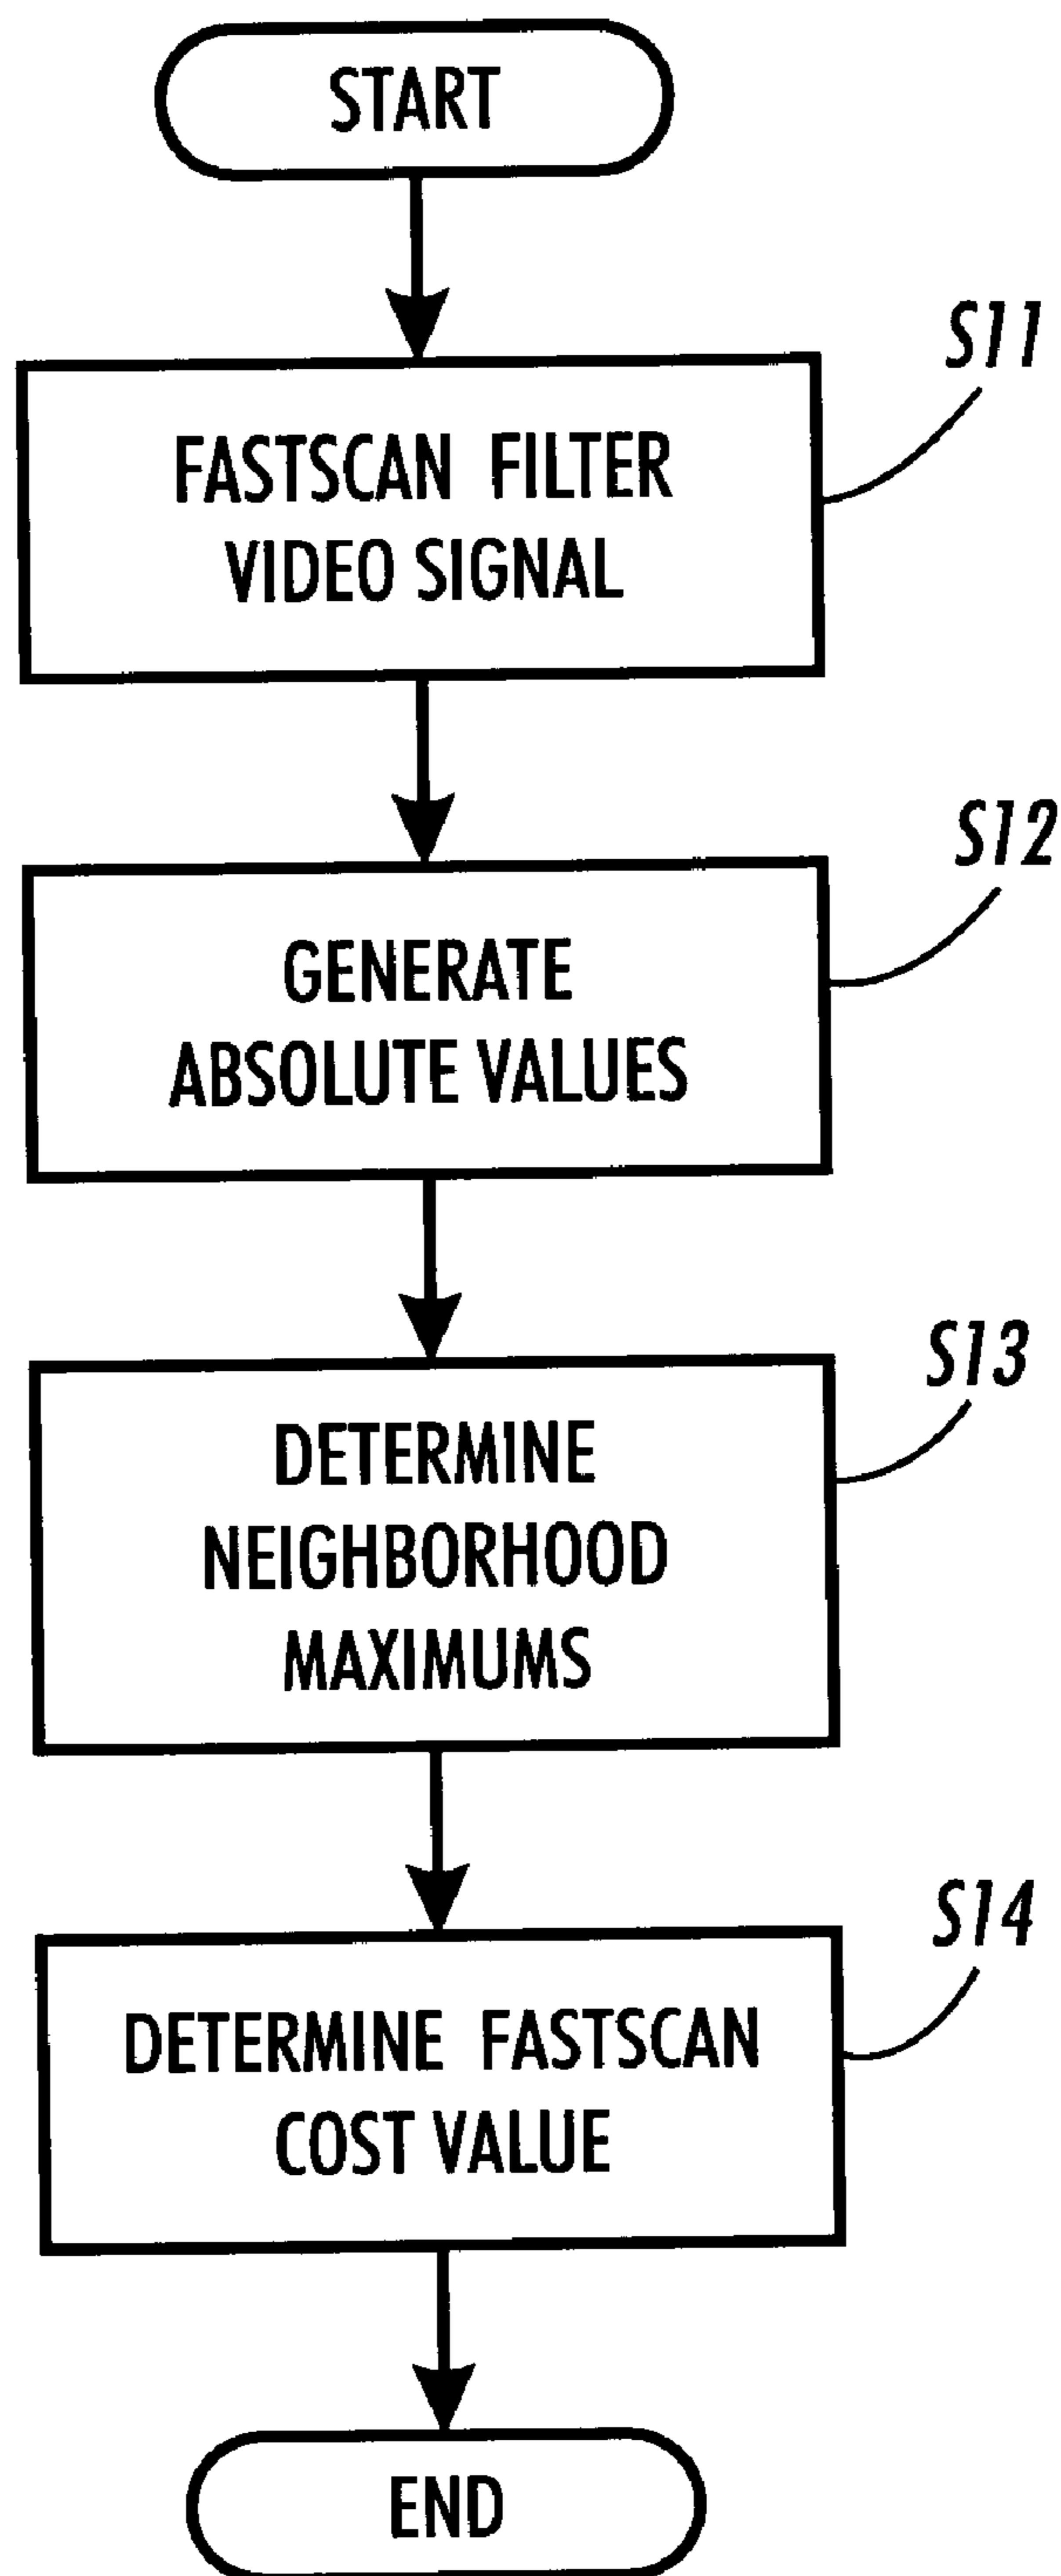 START
S11
FASTSCAN FILTER
VIDEO SIGNAL
S12
GENERATE
ABSOLUTE VALUES
S13
DETERMINE
NEIGHBORHOOD
MAXIMUMS
S14
DETERMINE FASTSCAN
COST VALUE
END